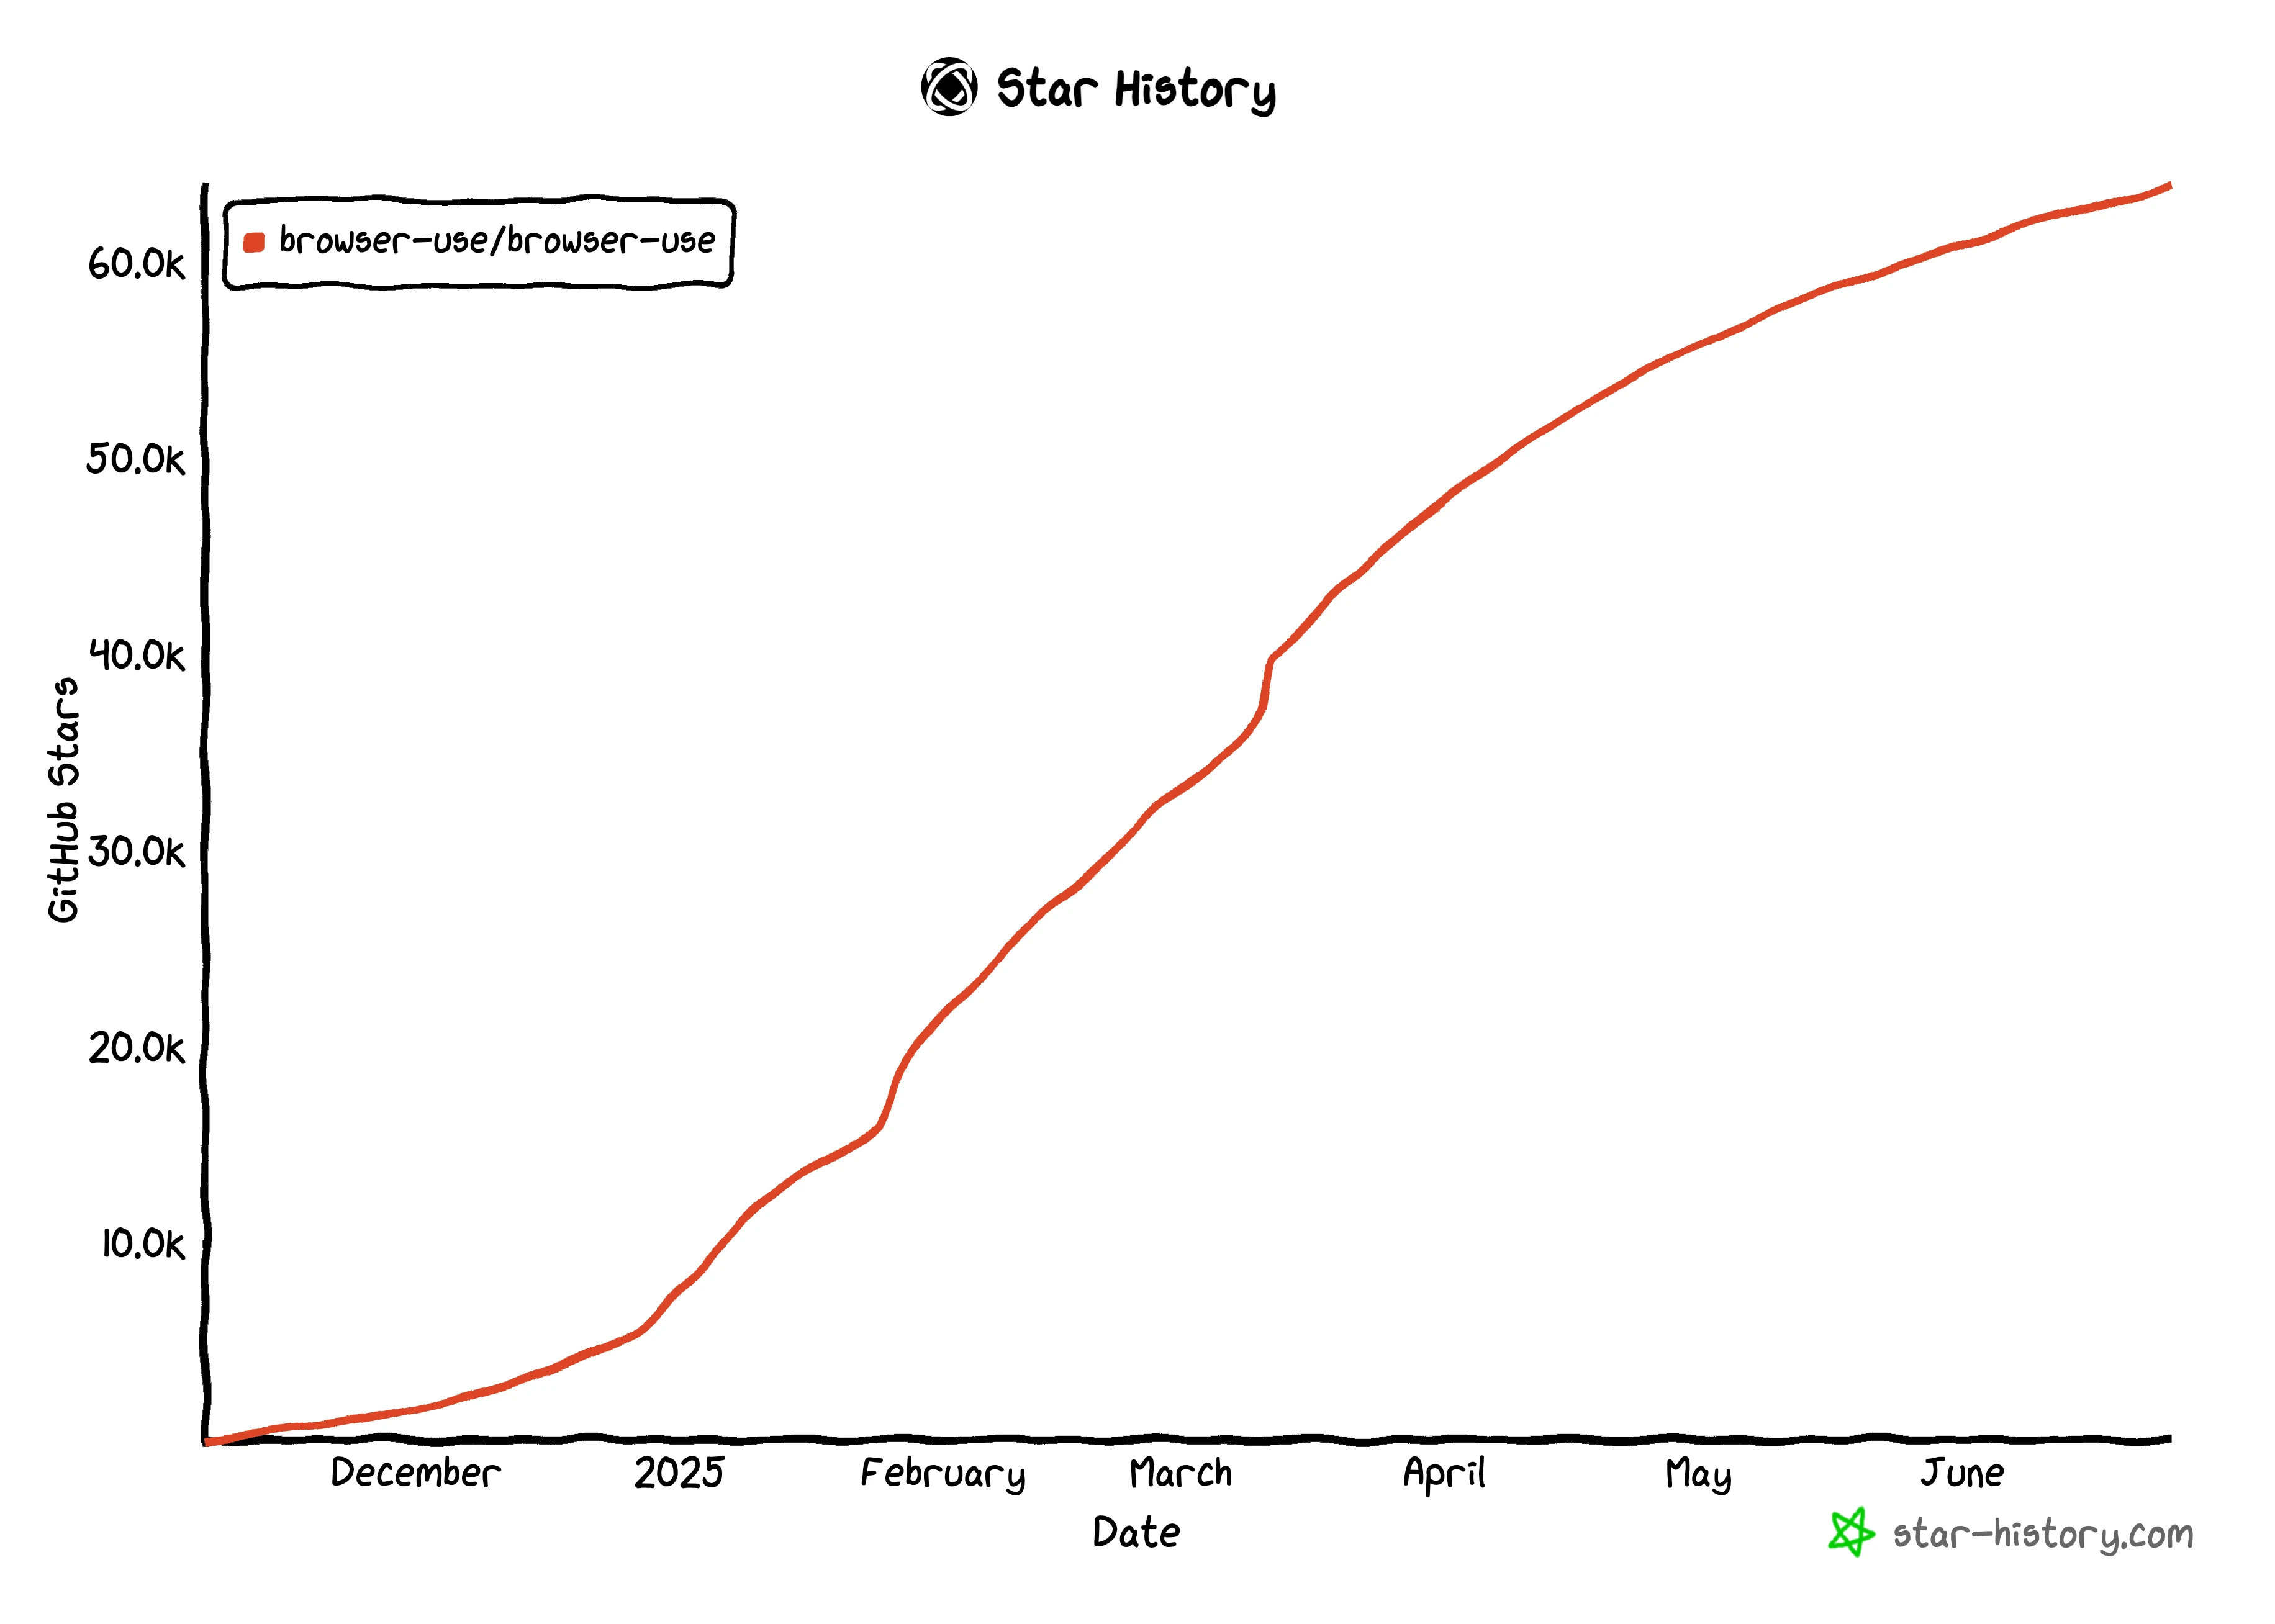 Star History
browser-use/browser-use
60.0k
50.0k
40.0k
30.0k
20.0k
10.0k
GitHub Stars
December 2025 February March April May June
Date
star-history.com